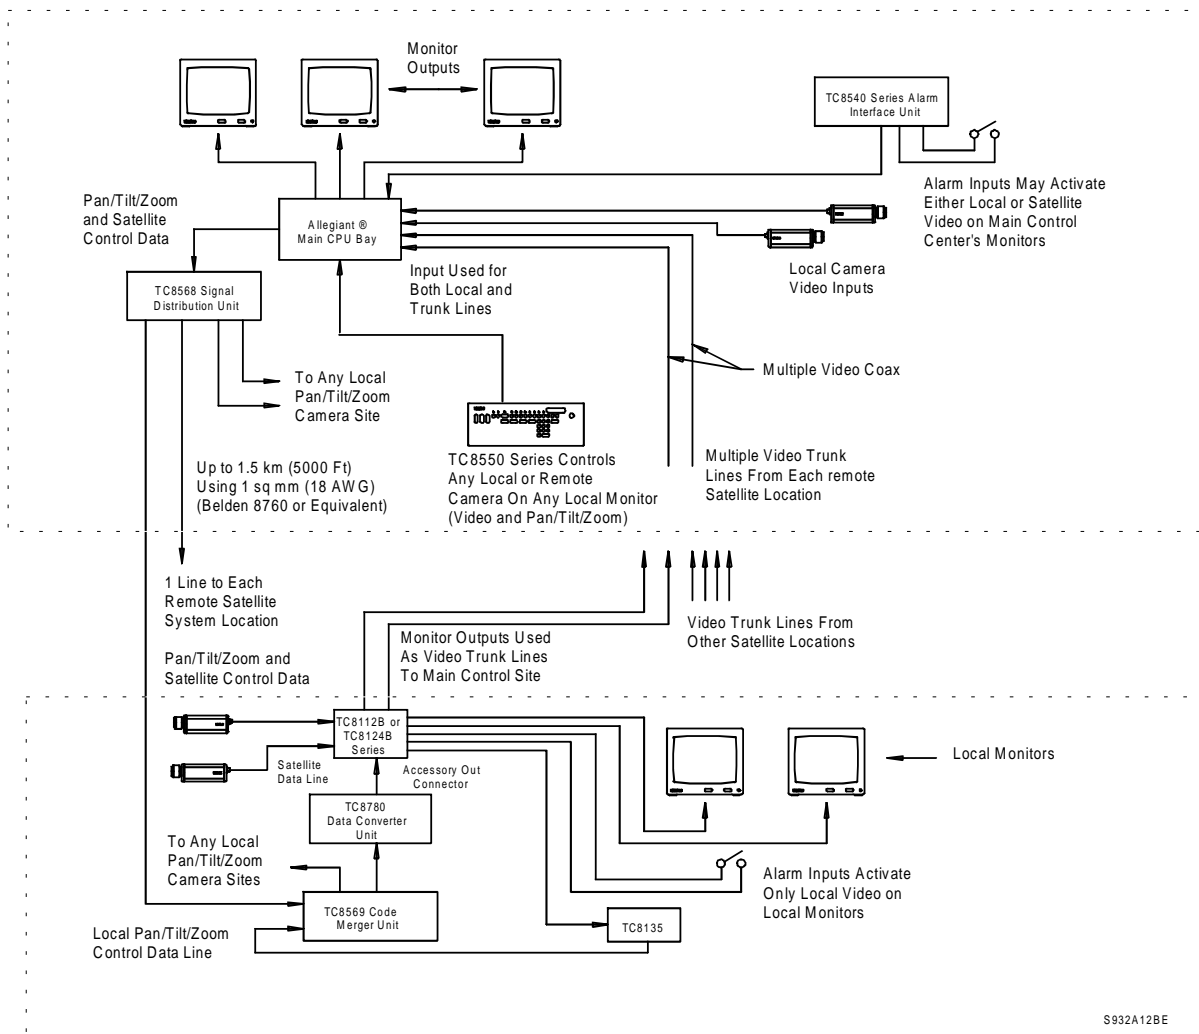 Monitor
Outputs
TC8540 Series Alarm
Interface Unit
Pan/Tilt/Zoom
and Satellite
Control Data
Allegiant ®
Main CPU Bay
Alarm Inputs May Activate
Either Local or Satellite
Video on Main Control
Center's Monitors
Input Used for
Both Local and
Trunk Lines
Local Camera
Video Inputs
TC8568 Signal
Distribution Unit
To Any Local
Pan/Tilt/Zoom
Camera Site
Multiple Video Coax
Up to 1.5 km (5000 Ft)
Using 1 sq mm (18 AWG)
(Belden 8760 or Equivalent)
TC8550 Series Controls
Any Local or Remote
Camera On Any Local Monitor
(Video and Pan/Tilt/Zoom)
Multiple Video Trunk
Lines From Each remote
Satellite Location
1 Line to Each
Remote Satellite
System Location
Video Trunk Lines From
Other Satellite Locations
Monitor Outputs Used
As Video Trunk Lines
To Main Control Site
Pan/Tilt/Zoom and
Satellite Control Data
TC8112B or
TC8124B
Series
Local Monitors
Satellite
Data Line
Accessory Out
Connector
TC8780
Data Converter
Unit
To Any Local
Pan/Tilt/Zoom
Camera Sites
Alarm Inputs Activate
Only Local Video on
Local Monitors
TC8569 Code
Merger Unit
TC8135
Local Pan/Tilt/Zoom
Control Data Line
S932A12BE